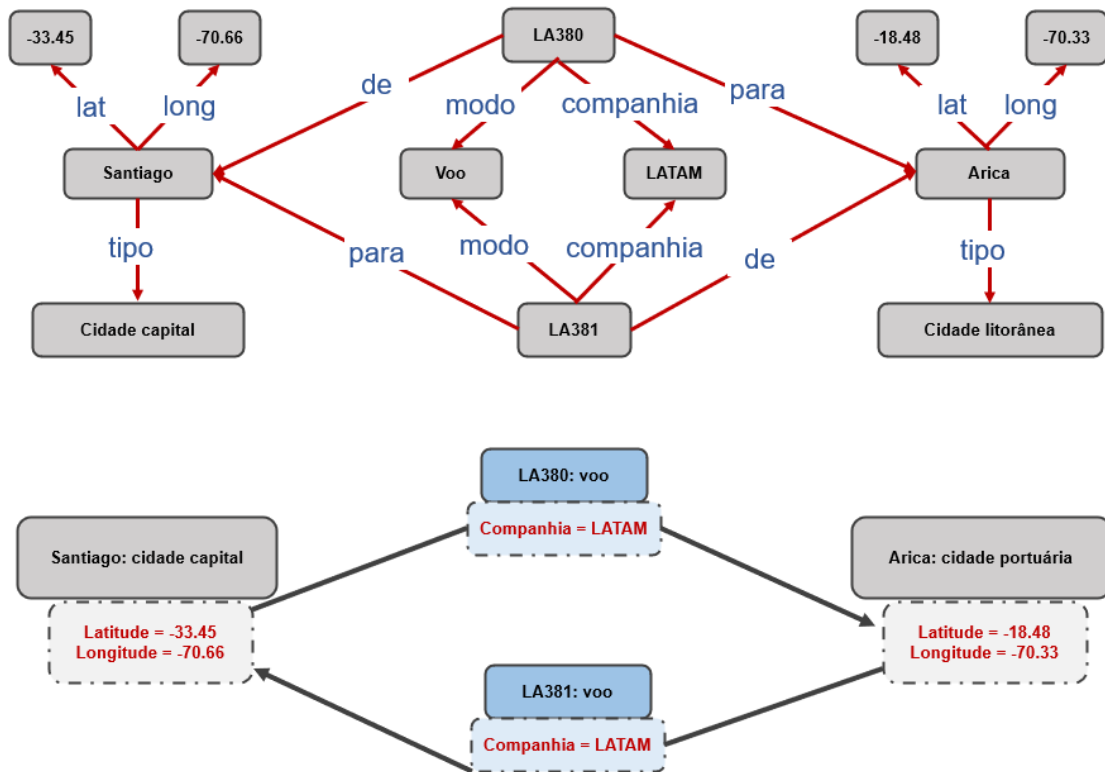 -33.45
-70.66
LA380
-18.48
-70.33
lat
long
de
modo
companhia
para
lat
long
Santiago
Voo
LATAM
Arica
tipo
para
modo
companhia
de
tipo
Cidade capital
LA381
Cidade litorânea
LA380: voo
Companhia = LATAM
Santiago: cidade capital
Arica: cidade portuária
Latitude = -33.45
Longitude = -70.66
Latitude = -18.48
Longitude = -70.33
LA381: voo
Companhia = LATAM